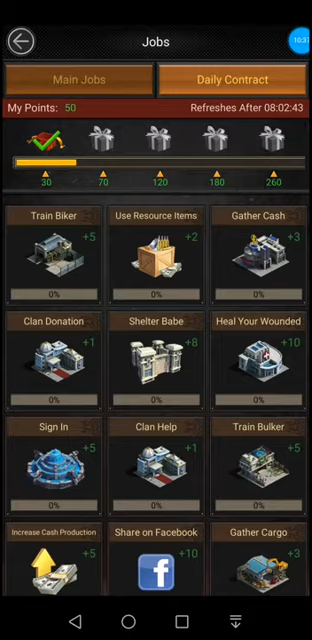 10:37
Jobs
Main Jobs
Daily Contract
My Points: 50
Refreshes After 08:02:43
30
70
120
180
260
Train Biker
Use Resource Items
Gather Cash
+5
+2
+3
0%
0%
0%
Clan Donation
Shelter Babe
Heal Your Wounded
+1
+8
+10
0%
0%
0%
Sign In
Clan Help
Train Bulker
+5
+1
+5
0%
0%
0%
Increase Cash Production
Share on Facebook
Gather Cargo
+5
+10
+3
f